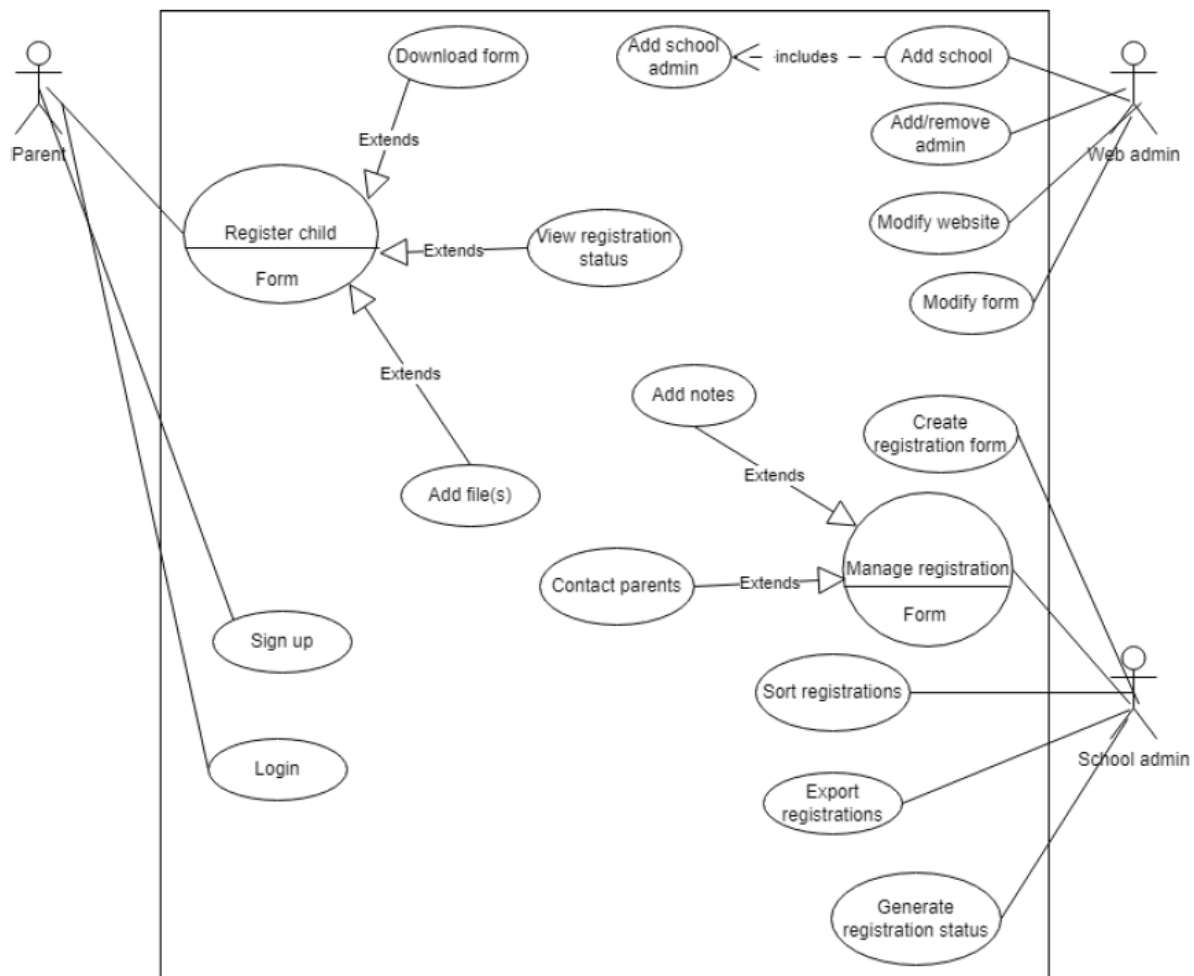 Download form
Add school
admin
includes
Add school
Parent
Extends
Add/remove
admin
Web admin
Register child
Form
Extends
View registration
status
Modify website
Modify form
Extends
Add notes
Create
registration form
Extends
Add file(s)
Contact parents
Extends
Manage registration
Form
Sign up
Sort registrations
School admin
Login
Export
registrations
Generate
registration status